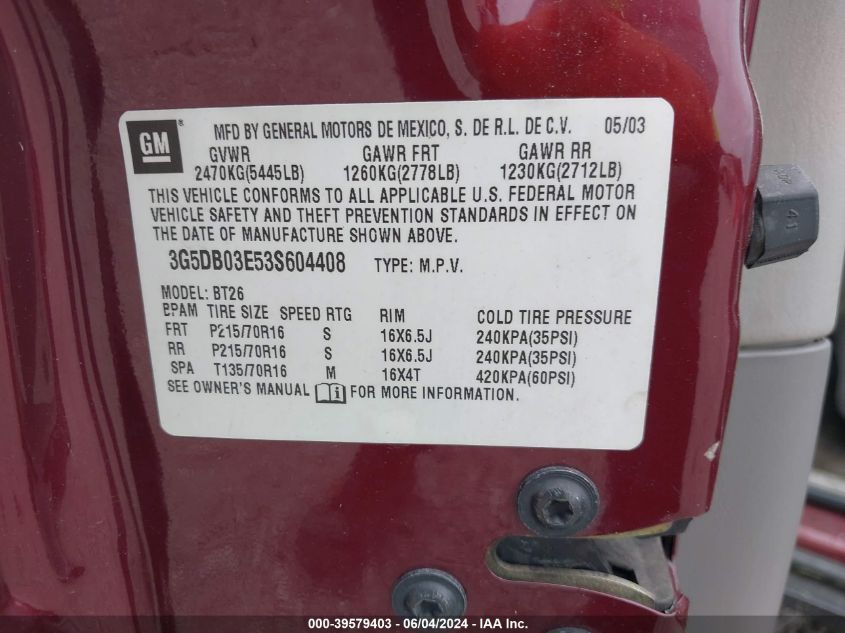 GM® MFD BY GENERAL MOTORS DE MEXICO, S. DE R.L. DE C.V. 05/03
GVWR GAWR FRT GAWR RR
2470KG(5445LB) 1260KG(2778LB) 1230KG(2712LB)
THIS VEHICLE CONFORMS TO ALL APPLICABLE U.S. FEDERAL MOTOR
VEHICLE SAFETY AND THEFT PREVENTION STANDARDS IN EFFECT ON
THE DATE OF MANUFACTURE SHOWN ABOVE.
3G5DB03E53S604408 TYPE: M.P.V.
MODEL: BT26
EPAM TIRE SIZE SPEED RTG RIM COLD TIRE PRESSURE
FRT P215/70R16 S 16X6.5J 240KPA(35PSI)
RR P215/70R16 S 16X6.5J 240KPA(35PSI)
SPA T135/70R16 M 16X4T 420KPA(60PSI)
SEE OWNER'S MANUAL i FOR MORE INFORMATION.
41
000-39579403 - 06/04/2024 - IAA Inc.